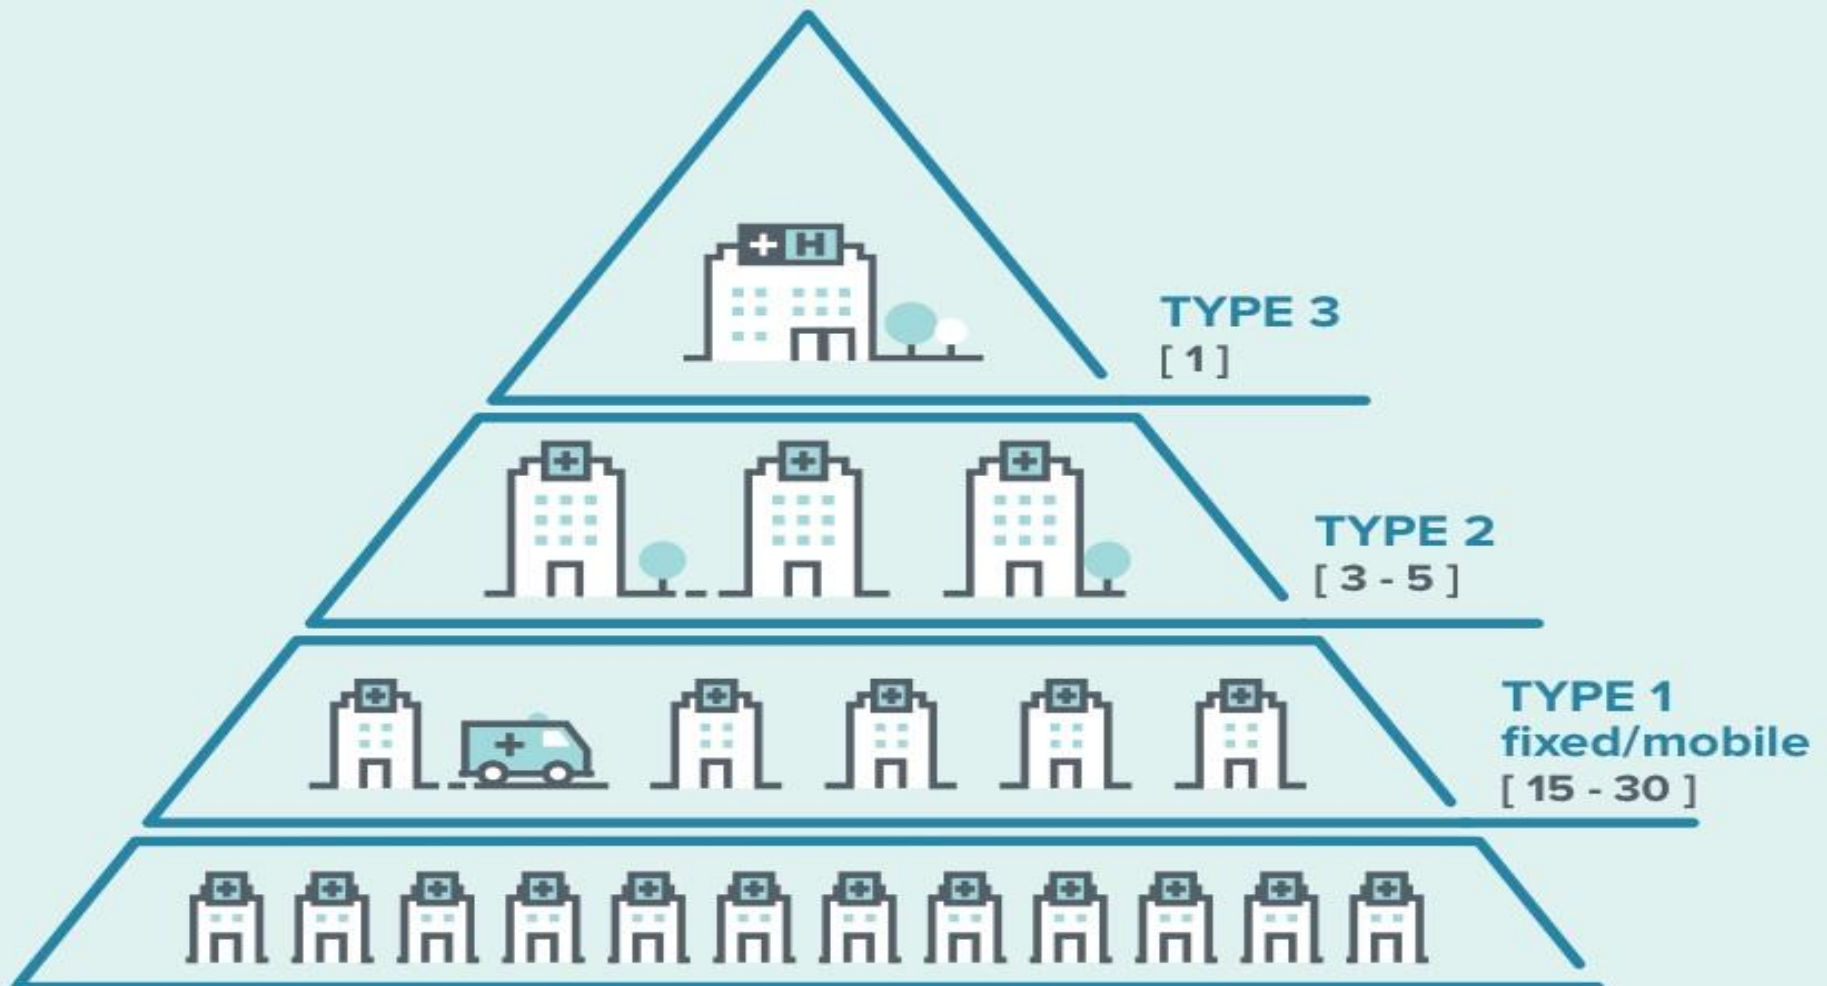 H
TYPE 3
[ 1 ]
TYPE 2
[ 3 - 5 ]
TYPE 1
fixed/mobile
[ 15 - 30 ]